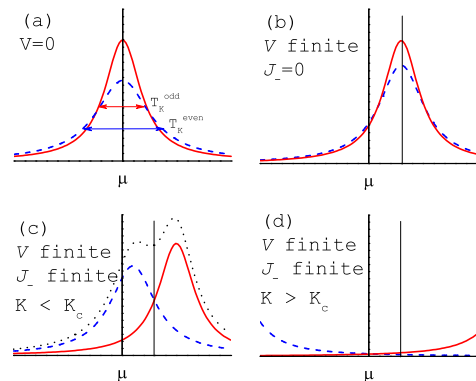 (a)
V=0
T_K^odd
T_K^even
μ
(b)
V finite
J_=0
μ
(c)
V finite
J_ finite
K < K_c
μ
(d)
V finite
J_ finite
K > K_c
μ